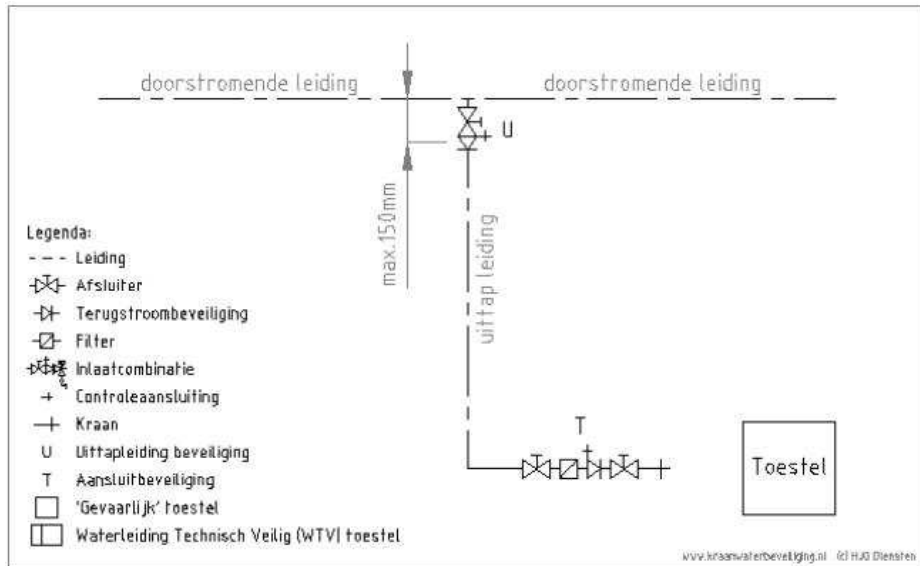 doorstromende leiding
doorstromende leiding
U
max.150mm
uittap leiding
T
Toestel
Legenda:
Leiding
Afsluiter
Terugstroombeveiliging
Filter
Inlaatcombinatie
Controleaansluiting
Kraan
U Uittapleiding beveiliging
T Aansluitbeveiliging
'Gevaarlijk' toestel
Waterleiding Technisch Veilig (WTV) toestel
www.kraanwaterbeveiliging.nl (c) HJG Diensten